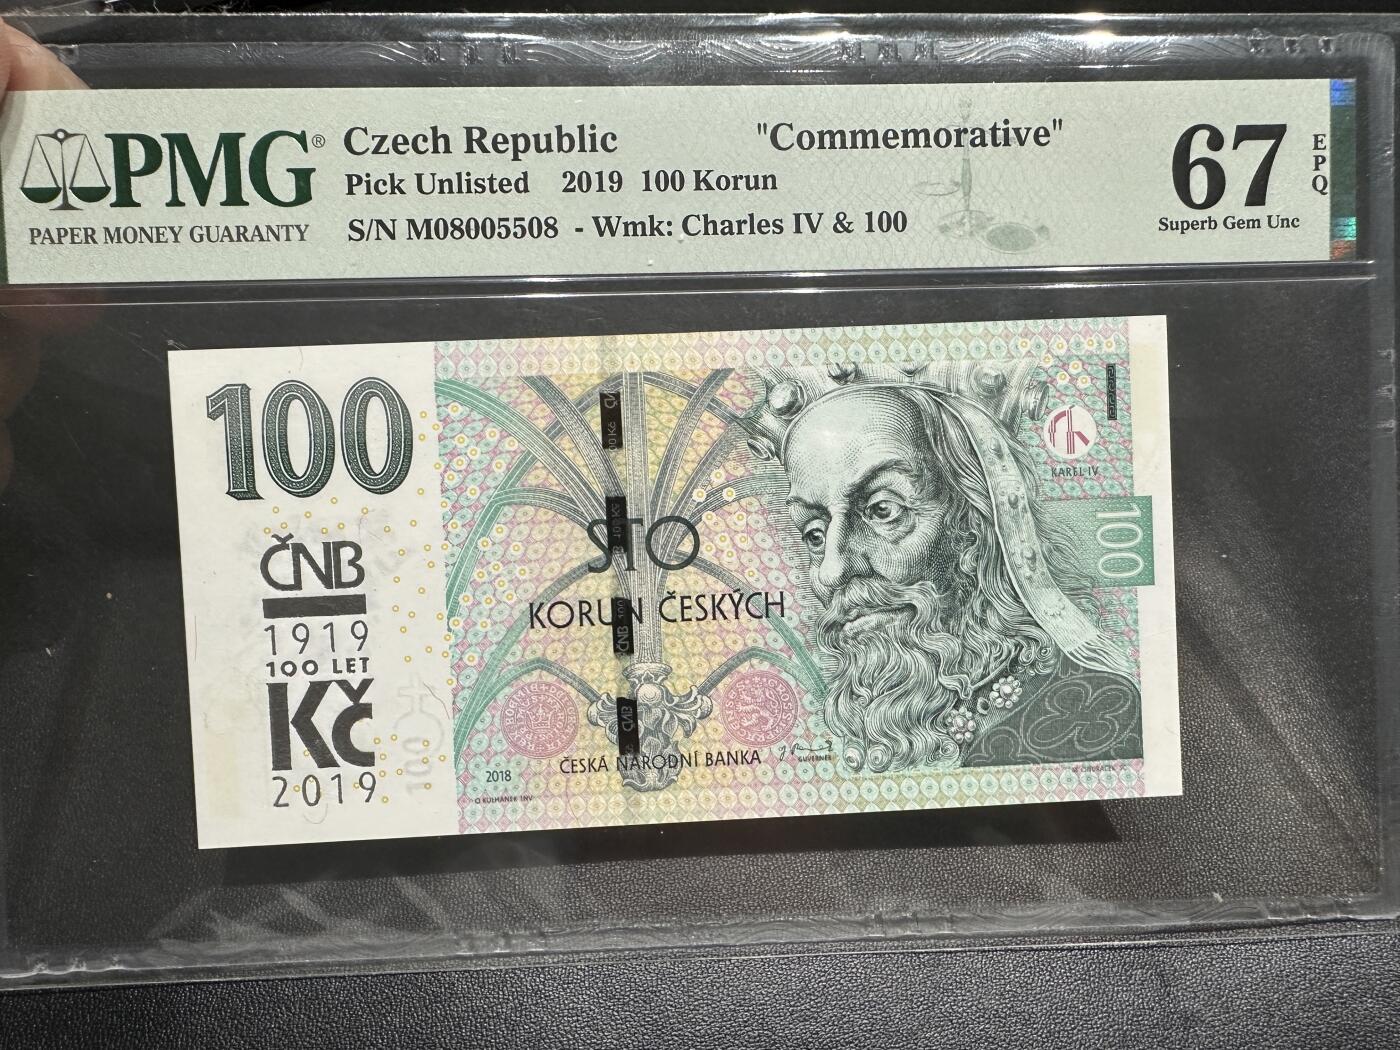 PMG®
PAPER MONEY GUARANTY
Czech Republic "Commemorative"
Pick Unlisted 2019 100 Korun
S/N M08005508 - Wmk: Charles IV & 100
67
EPQ
Superb Gem Unc
100
ČNB
1919
100 LET
Kč
2019
STO
KORUN ČESKÝCH
KAREL IV
100
2018
ČESKÁ NÁRODNÍ BANKA
GUVERNÉR
O KULHÁNEK INV.